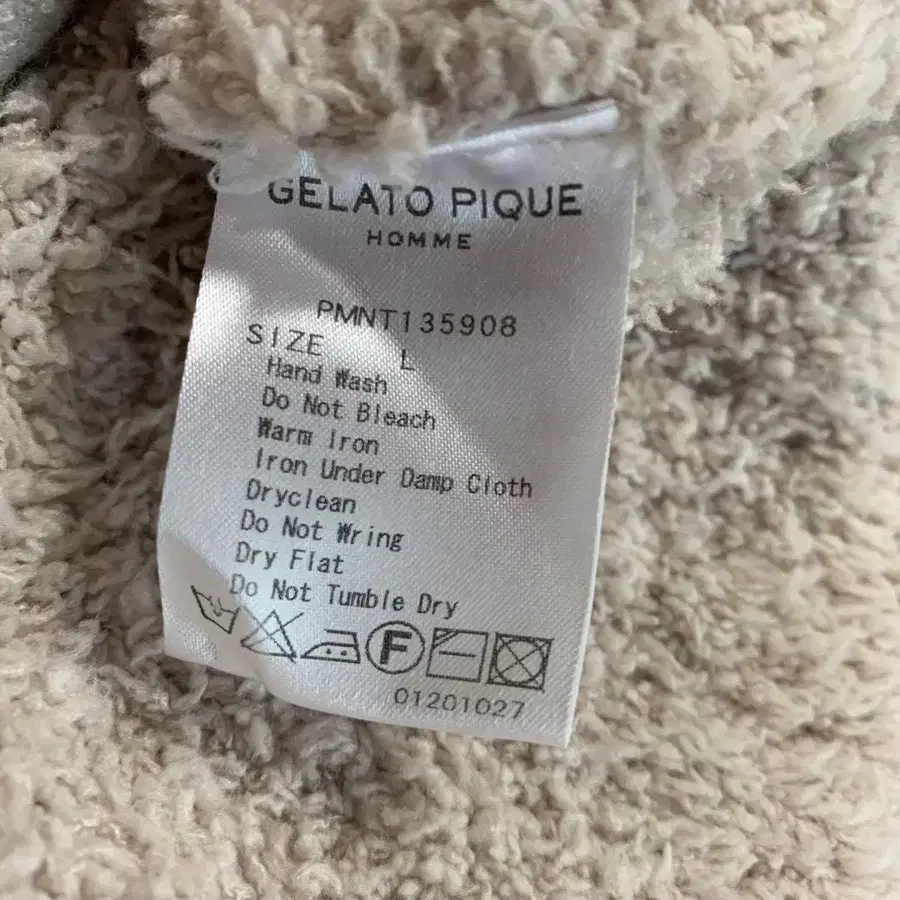 GELATO PIQUE
HOMME
PMNT135908
SIZE L
Hand Wash
Do Not Bleach
Warm Iron
Iron Under Damp Cloth
Dryclean
Do Not Wring
Dry Flat
Do Not Tumble Dry
F
01201027